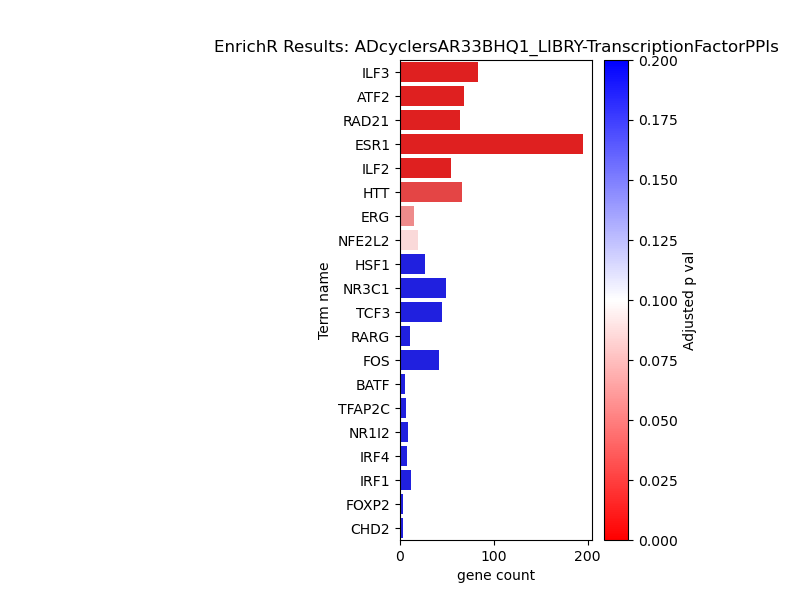 EnrichR Results: ADcyclersAR33BHQ1_LIBRY-TranscriptionFactorPPIs
Term name
ILF3
ATF2
RAD21
ESR1
ILF2
HTT
ERG
NFE2L2
HSF1
NR3C1
TCF3
RARG
FOS
BATF
TFAP2C
NR1I2
IRF4
IRF1
FOXP2
CHD2
0 100 200
gene count
0.200
0.175
0.150
0.125
0.100
0.075
0.050
0.025
0.000
Adjusted p val